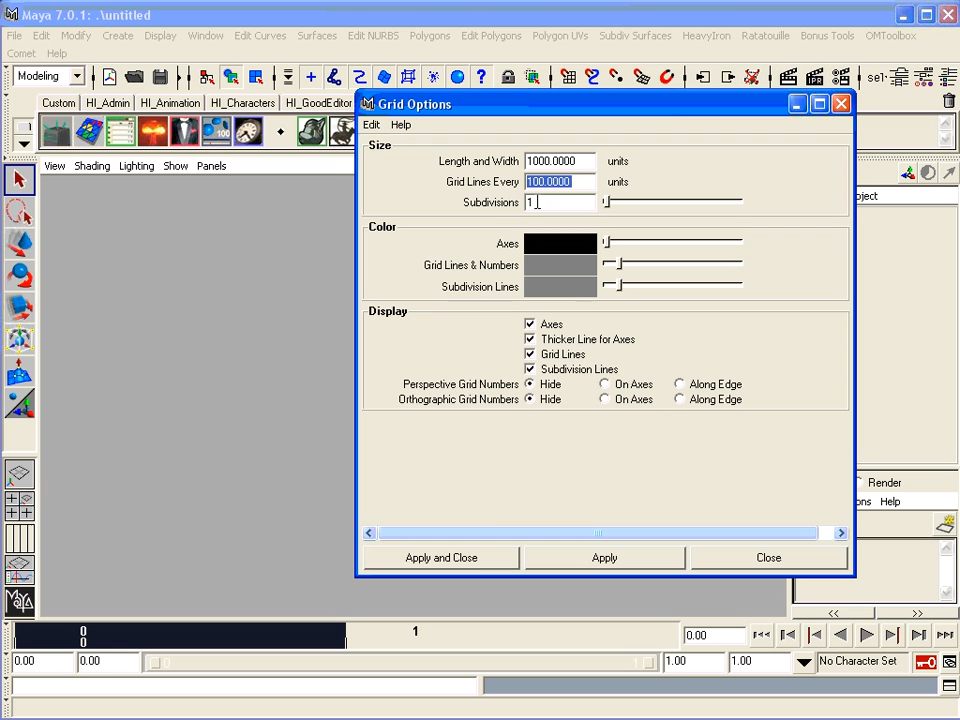 Maya 7.0.1: .\untitled
File Edit Modify Create Display Window Edit Curves Surfaces Edit NURBS Polygons Edit Polygons Polygon UVs Subdiv Surfaces HeavyIron Ratatouille Bonus Tools OMToolbox
Comet Help
Modeling
sel
Custom HI_Admin HI_Animation HI_Characters HI_GoodEditor
Grid Options
Edit Help
Size
Length and Width 1000.0000 units
Grid Lines Every 100.0000 units
Subdivisions 1
View Shading Lighting Show Panels
oject
Color
Axes
Grid Lines & Numbers
Subdivision Lines
Display
Axes
Thicker Line for Axes
Grid Lines
Subdivision Lines
Perspective Grid Numbers Hide On Axes Along Edge
Orthographic Grid Numbers Hide On Axes Along Edge
Render
ons Help
Apply and Close Apply Close
MAYA
<< >>
0 1 0.00
0
0.00 0.00 1.00 1.00 No Character Set